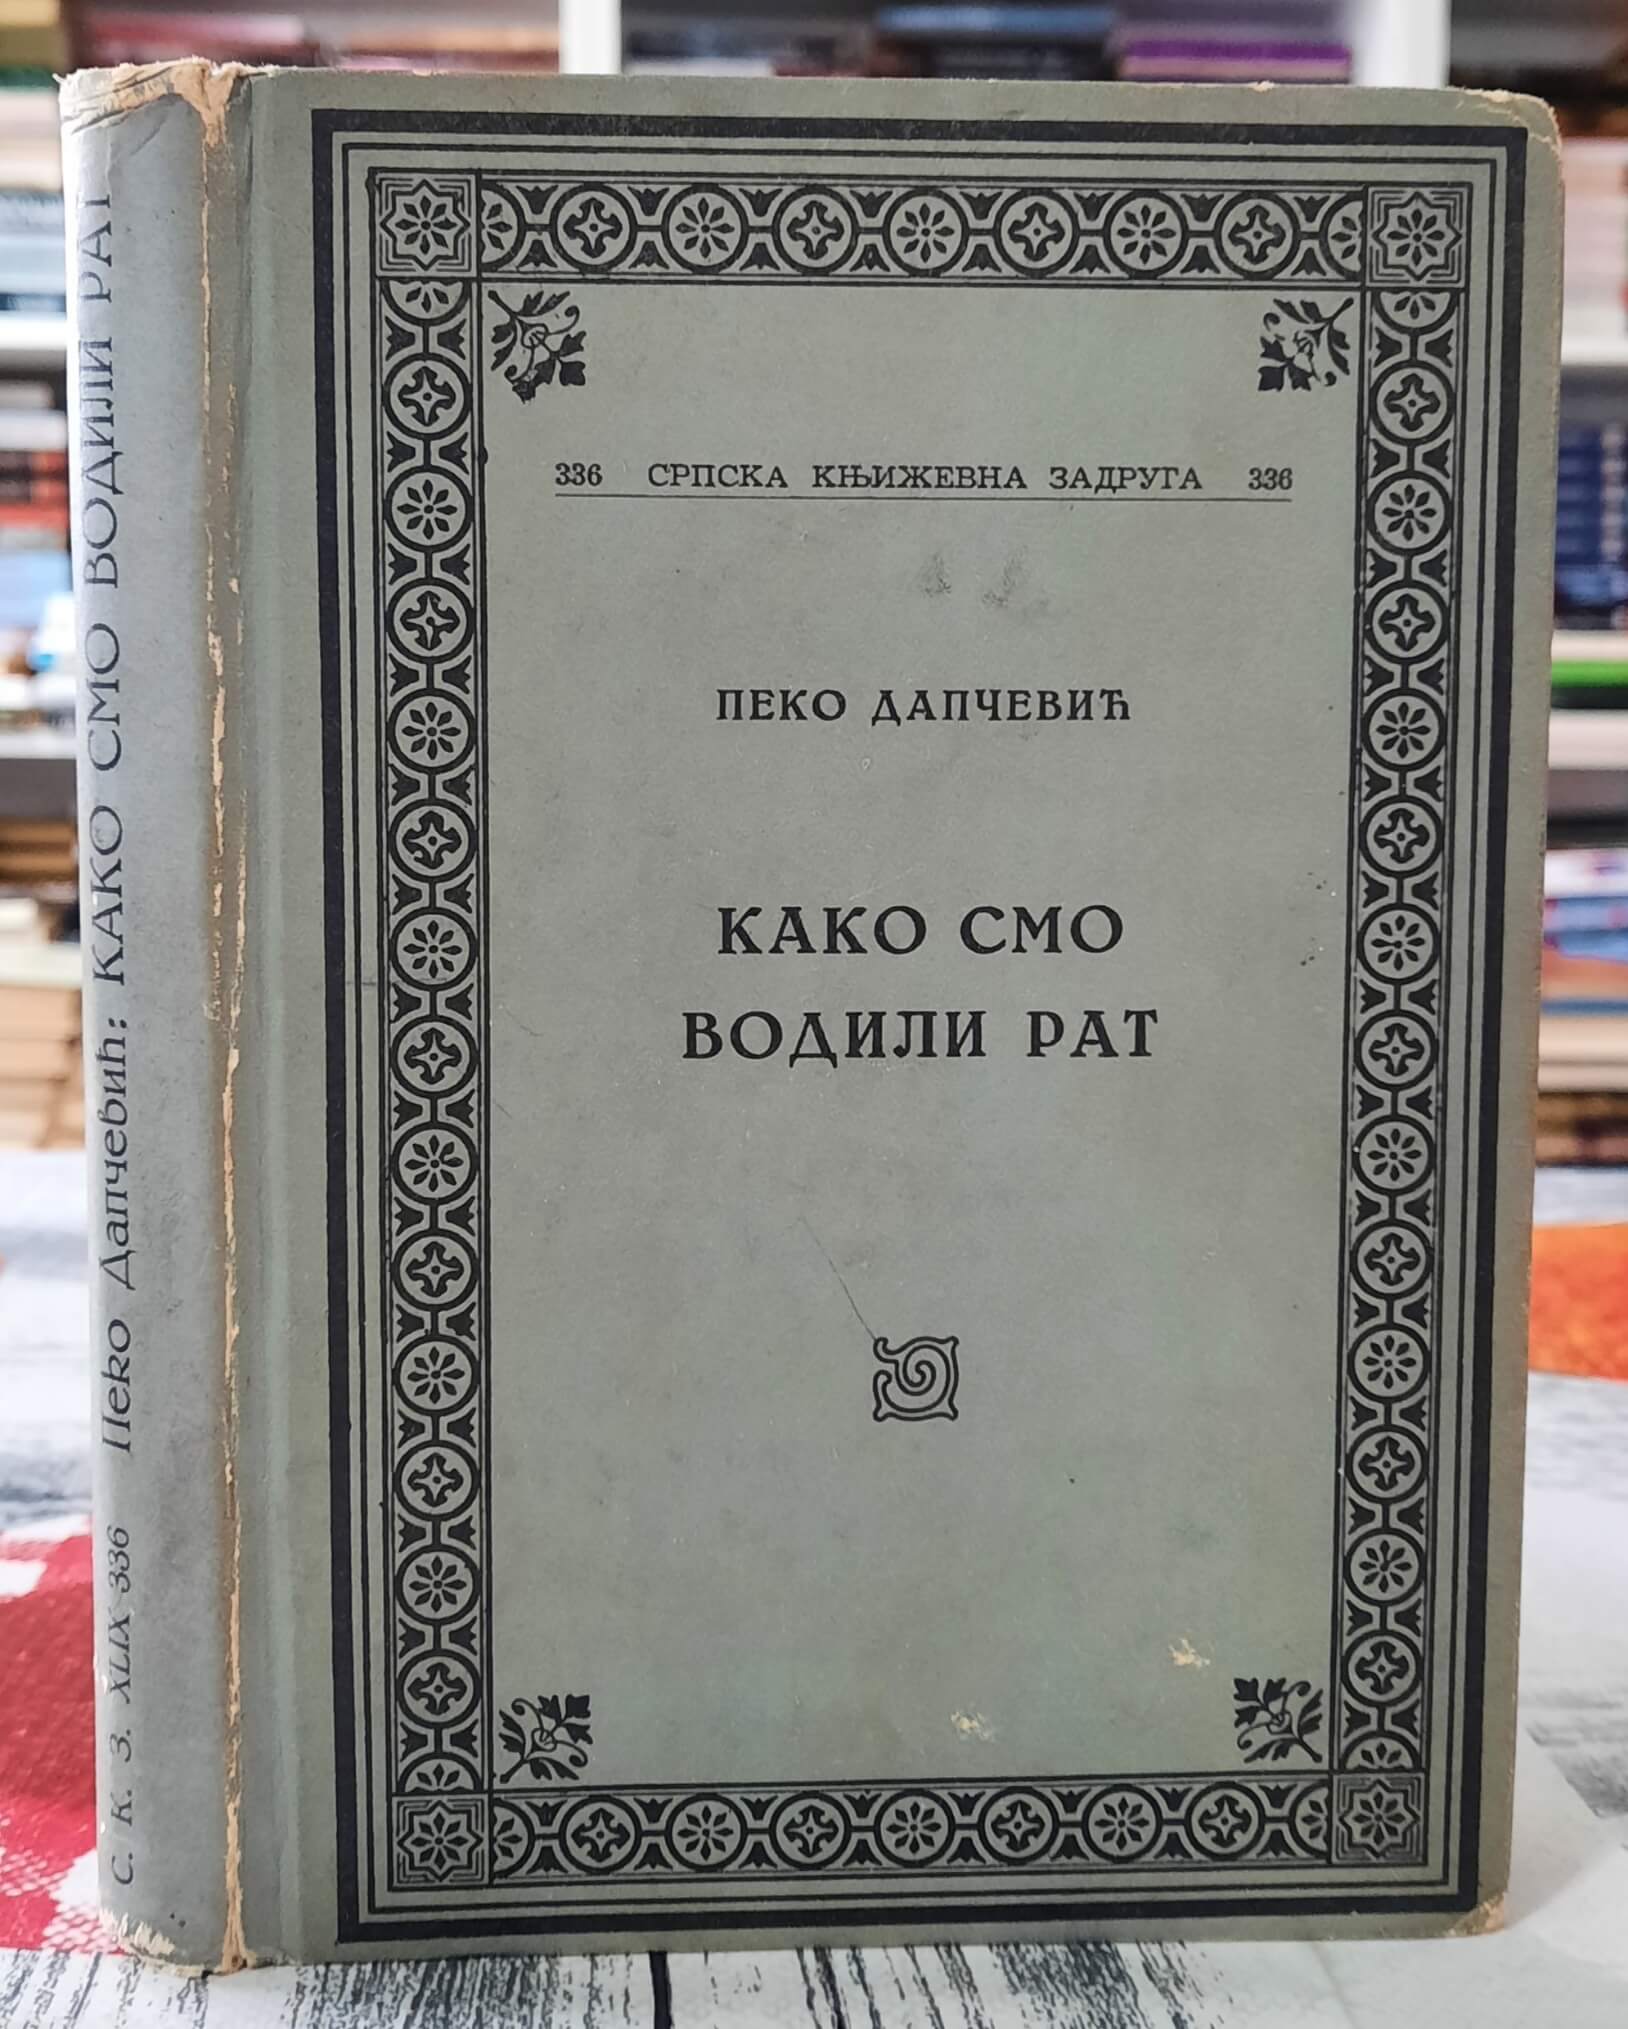 С. К. З. XLIX 336 Пеко Дапчевић: КАКО СМО ВОДИЛИ РАТ
336 СРПСКА КЊИЖЕВНА ЗАДРУГА 336
ПЕКО ДАПЧЕВИЋ
КАКО СМО
ВОДИЛИ РАТ